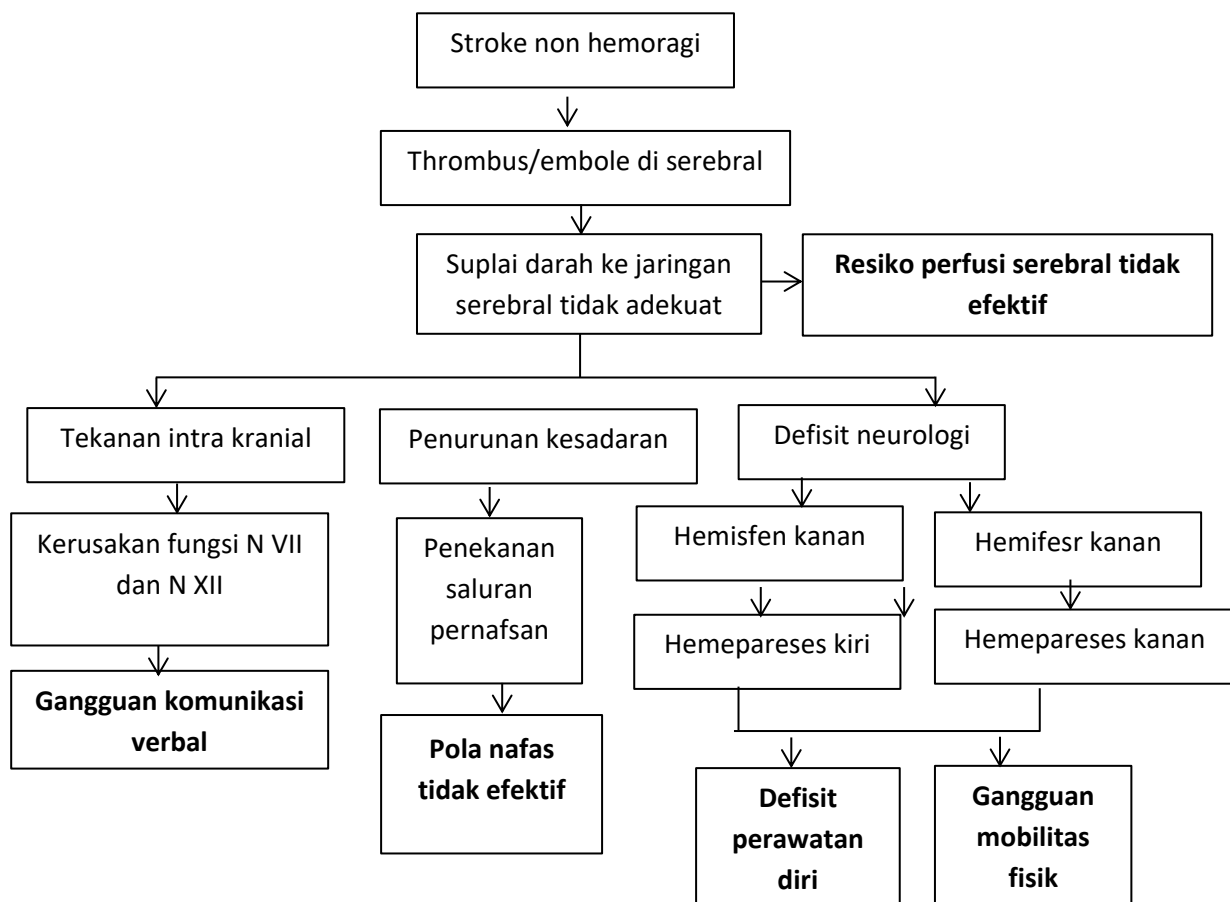 Stroke non hemoragi
Thrombus/embole di serebral
Suplai darah ke jaringan
serebral tidak adekuat
Resiko perfusi serebral tidak
efektif
Tekanan intra kranial
Penurunan kesadaran
Defisit neurologi
Kerusakan fungsi N VII
dan N XII
Penekanan
saluran
pernafsan
Hemisfen kanan
Hemifesr kanan
Hemepareses kiri
Hemepareses kanan
Gangguan komunikasi
verbal
Pola nafas
tidak efektif
Defisit
perawatan
diri
Gangguan
mobilitas
fisik